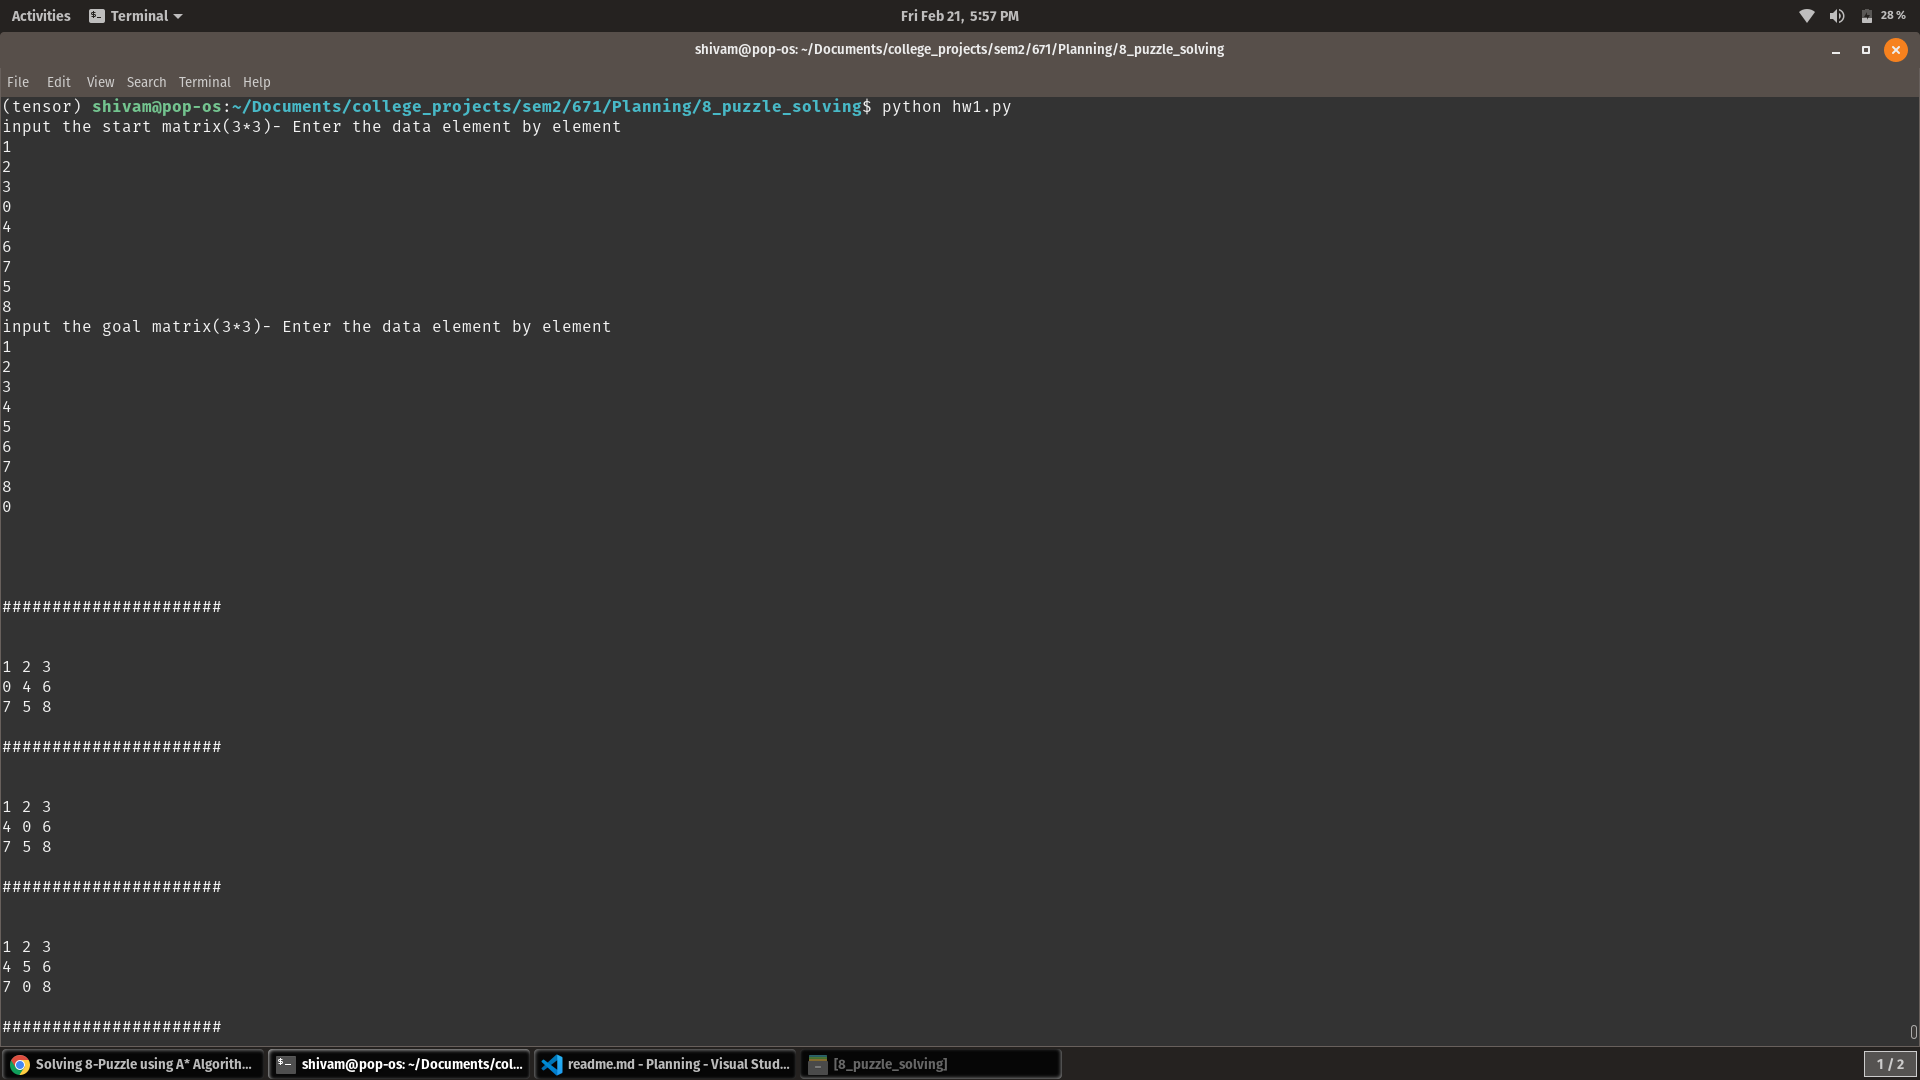 Activities Terminal Fri Feb 21, 5:57 PM 28 %
shivam@pop-os: ~/Documents/college_projects/sem2/671/Planning/8_puzzle_solving
File Edit View Search Terminal Help
(tensor) shivam@pop-os:~/Documents/college_projects/sem2/671/Planning/8_puzzle_solving$ python hw1.py
input the start matrix(3*3)- Enter the data element by element
1
2
3
0
4
6
7
5
8
input the goal matrix(3*3)- Enter the data element by element
1
2
3
4
5
6
7
8
0
######################
1 2 3
0 4 6
7 5 8
######################
1 2 3
4 0 6
7 5 8
######################
1 2 3
4 5 6
7 0 8
######################
Solving 8-Puzzle using A* Algorith... shivam@pop-os: ~/Documents/col... readme.md - Planning - Visual Stud... [8_puzzle_solving] 1 / 2